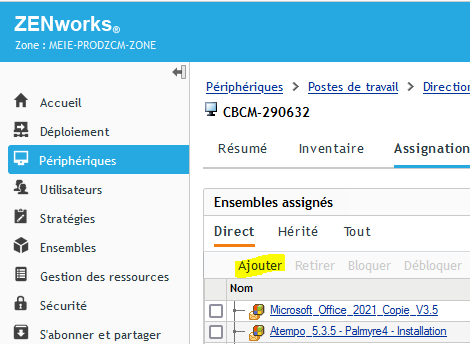 ZENworks®
Zone : MEIE-PRODZCM-ZONE
Accueil
Déploiement
Périphériques
Utilisateurs
Stratégies
Ensembles
Gestion des ressources
Sécurité
S'abonner et partager
Périphériques > Postes de travail > Direction
CBCM-290632
Résumé Inventaire Assignation
Ensembles assignés
Direct Hérité Tout
Ajouter Retirer Bloquer Débloquer
Nom
Microsoft_Office_2021_Copie_V3.5
Atempo_5.3.5 - Palmyre4 - Installation